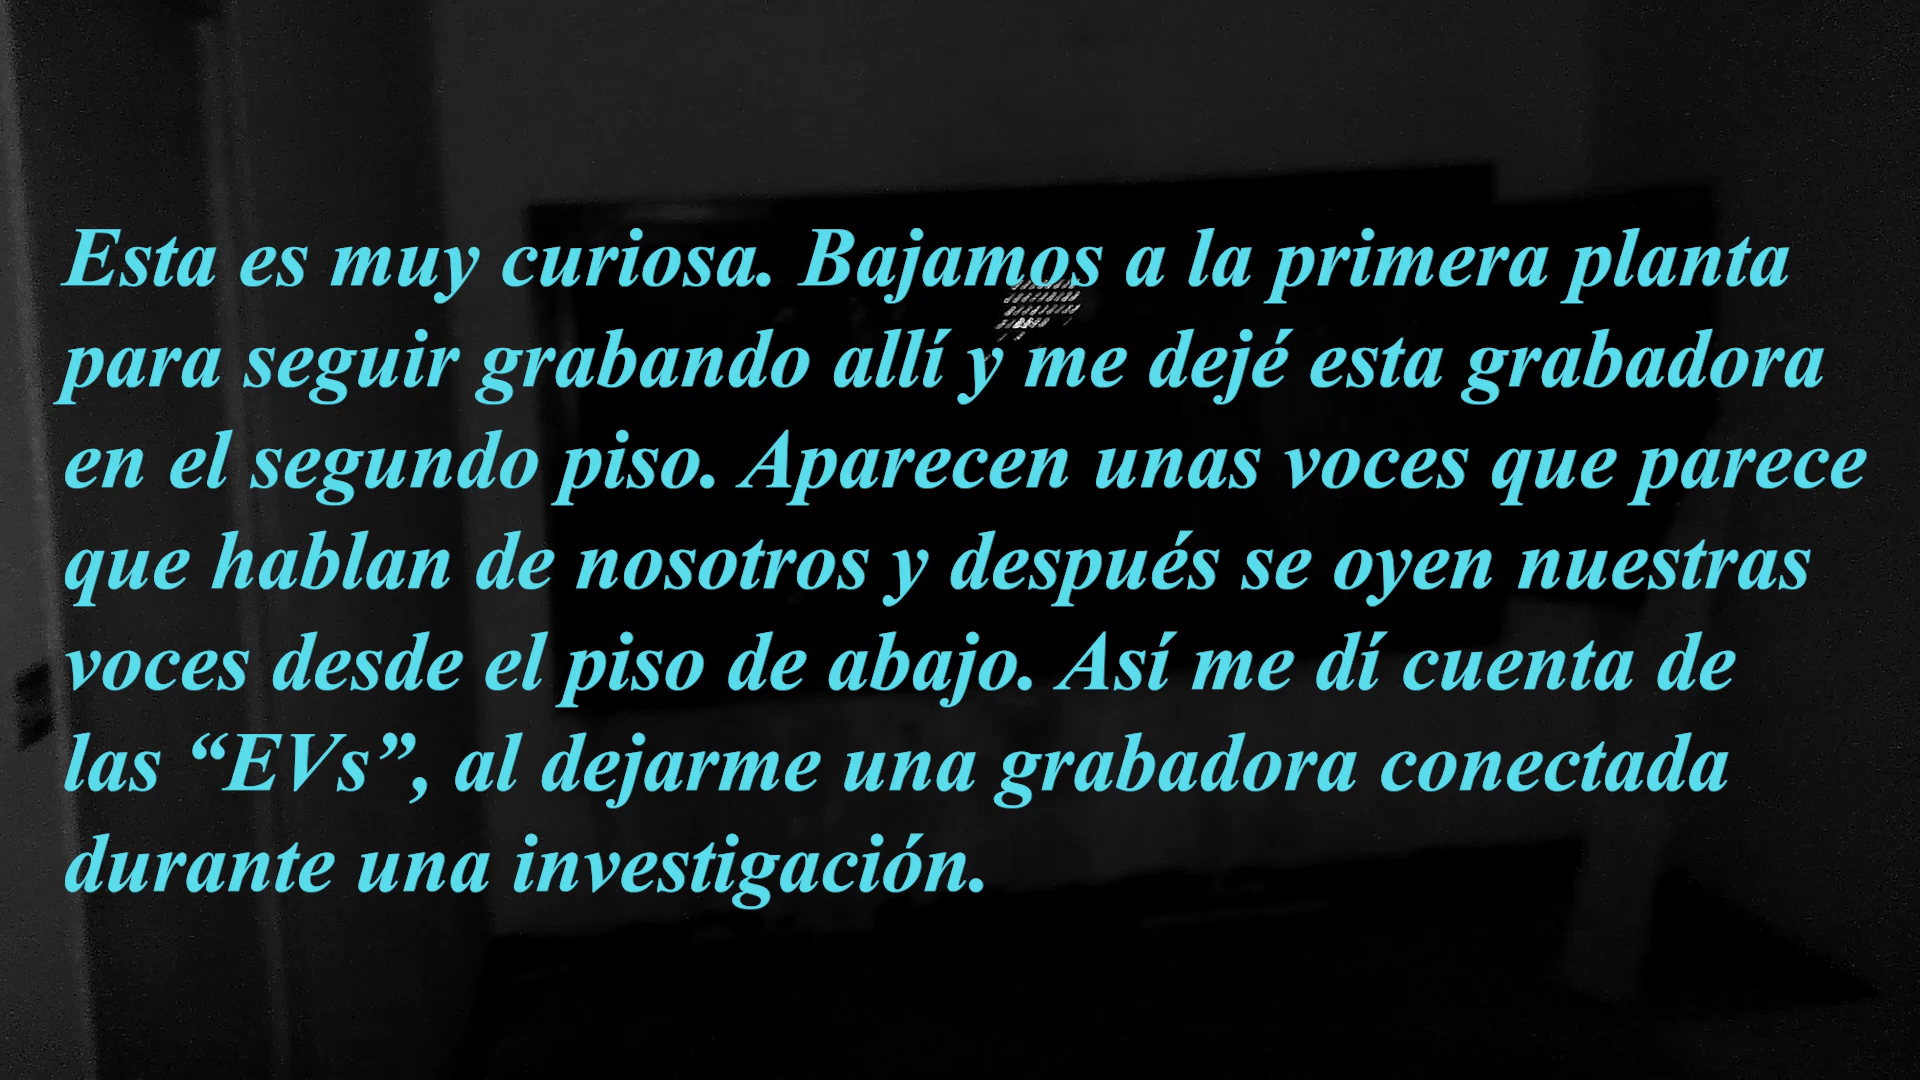 Esta es muy curiosa. Bajamos a la primera planta
para seguir grabando allí y me dejé esta grabadora
en el segundo piso. Aparecen unas voces que parece
que hablan de nosotros y después se oyen nuestras
voces desde el piso de abajo. Así me dí cuenta de
las “EVs”, al dejarme una grabadora conectada
durante una investigación.